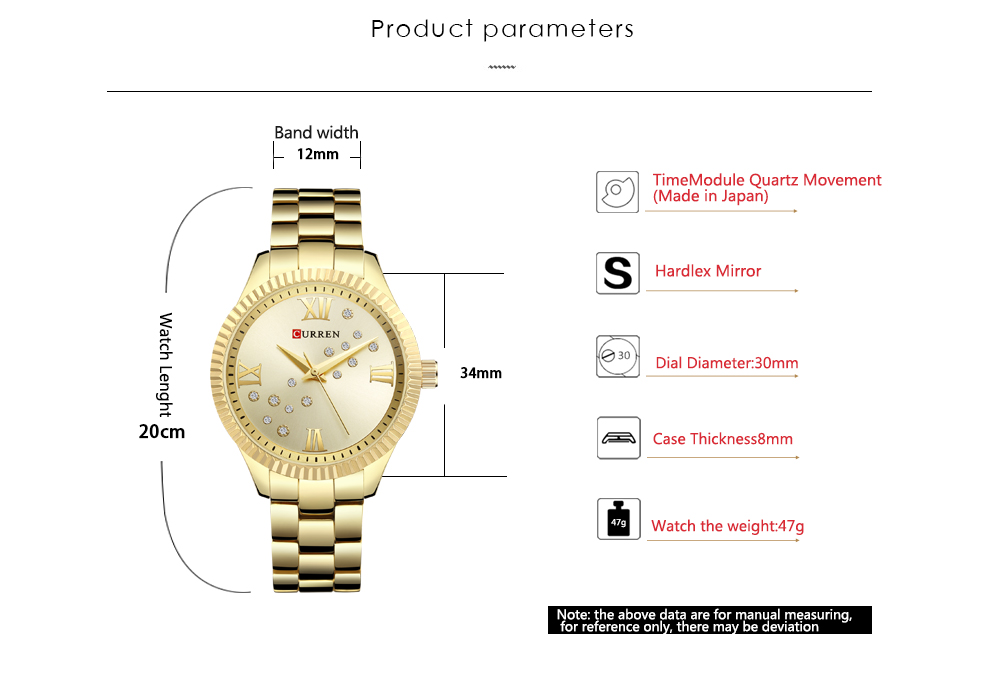 Product parameters
Band width
12mm
TimeModule Quartz Movement
(Made in Japan)
S
Hardlex Mirror
XII
CURREN
30
Dial Diameter:30mm
Watch Lenght
20cm
IX
III
34mm
VI
Case Thickness8mm
47g
Watch the weight:47g
Note: the above data are for manual measuring,
for reference only, there may be deviation